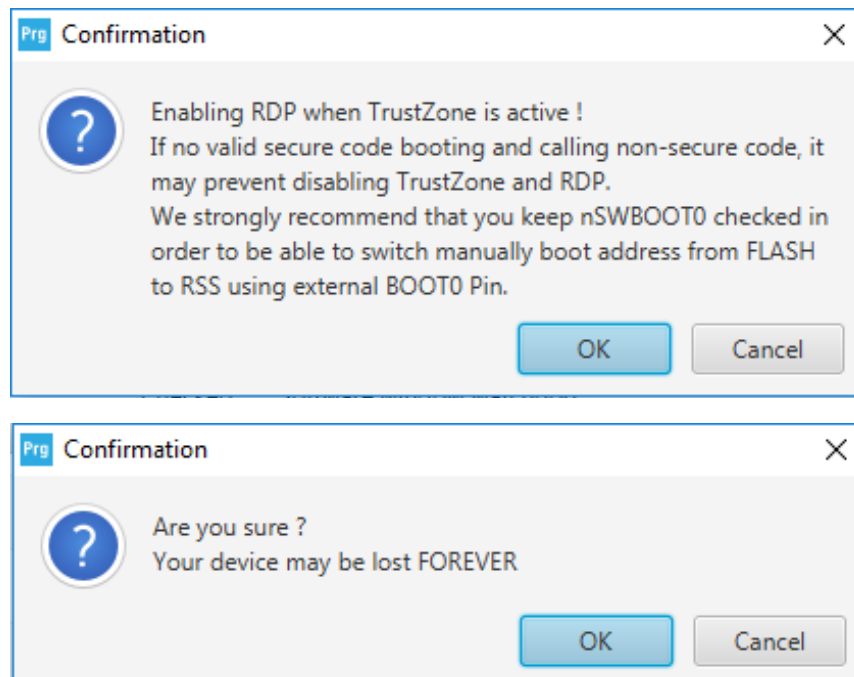 Prg Confirmation
Enabling RDP when TrustZone is active !
If no valid secure code booting and calling non-secure code, it
may prevent disabling TrustZone and RDP.
We strongly recommend that you keep nSWBOOT0 checked in
order to be able to switch manually boot address from FLASH
to RSS using external BOOT0 Pin.
OK Cancel
Prg Confirmation
Are you sure ?
Your device may be lost FOREVER
OK Cancel